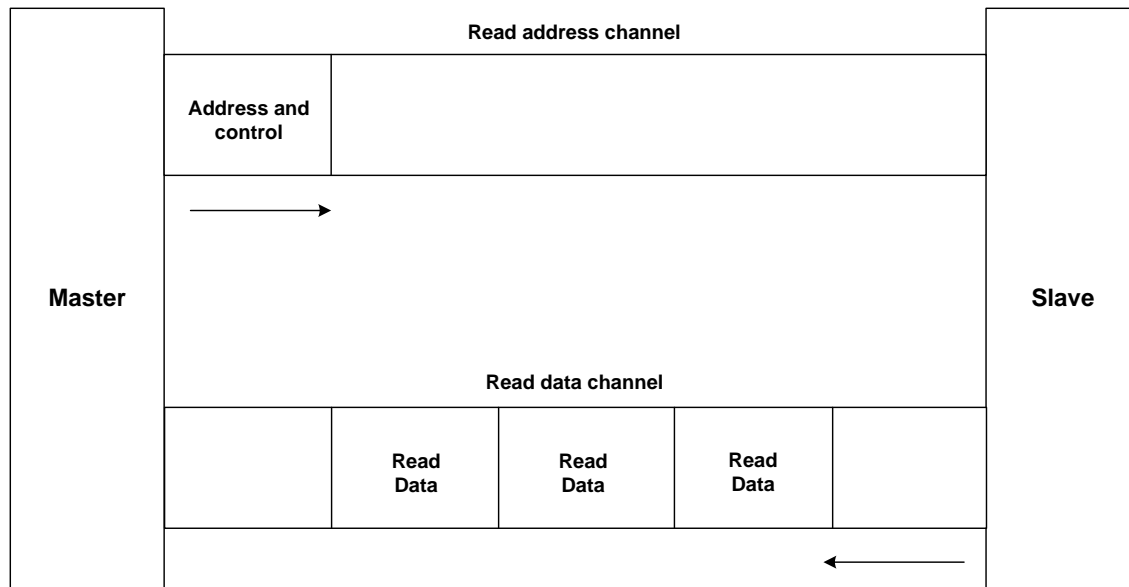 Read address channel
Address and
control
Master
Slave
Read data channel
Read
Data
Read
Data
Read
Data